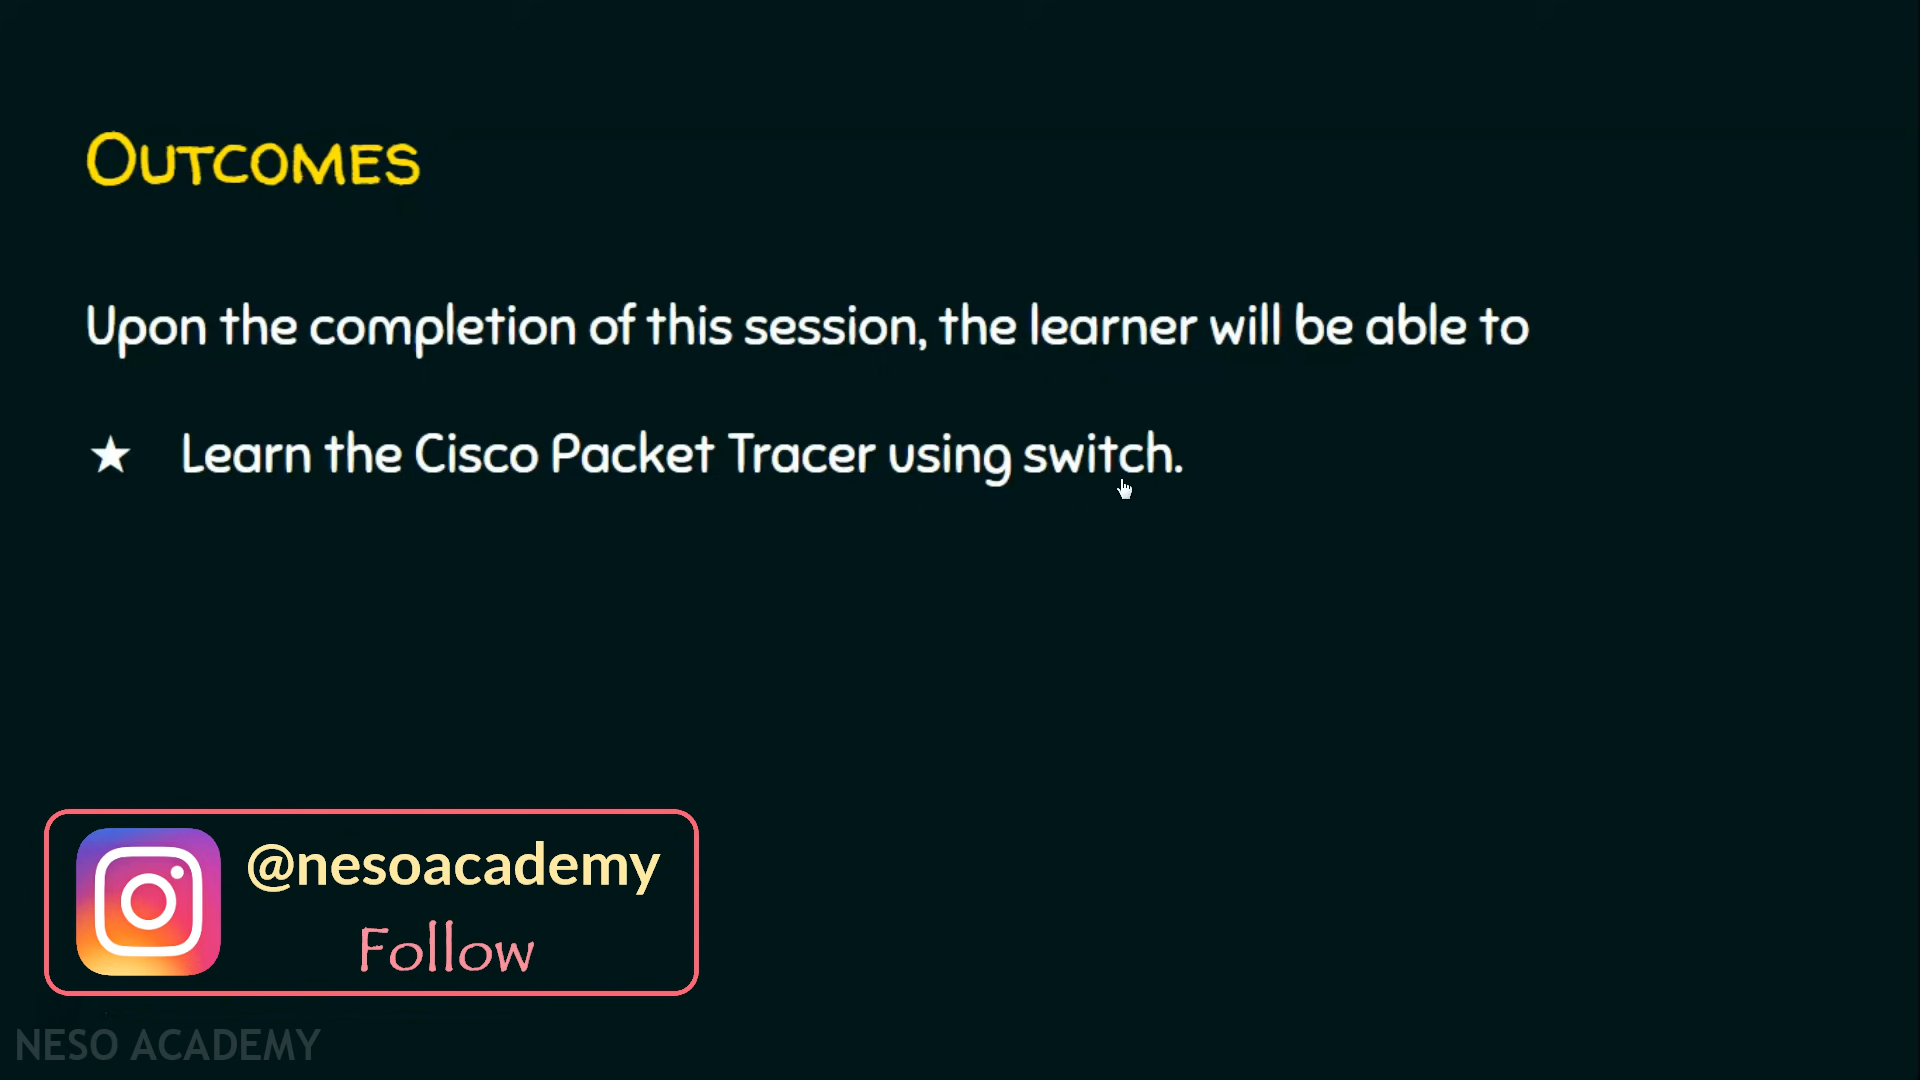 Outcomes
Upon the completion of this session, the learner will be able to
★ Learn the Cisco Packet Tracer using switch.
@nesoacademy
Follow
NESO ACADEMY